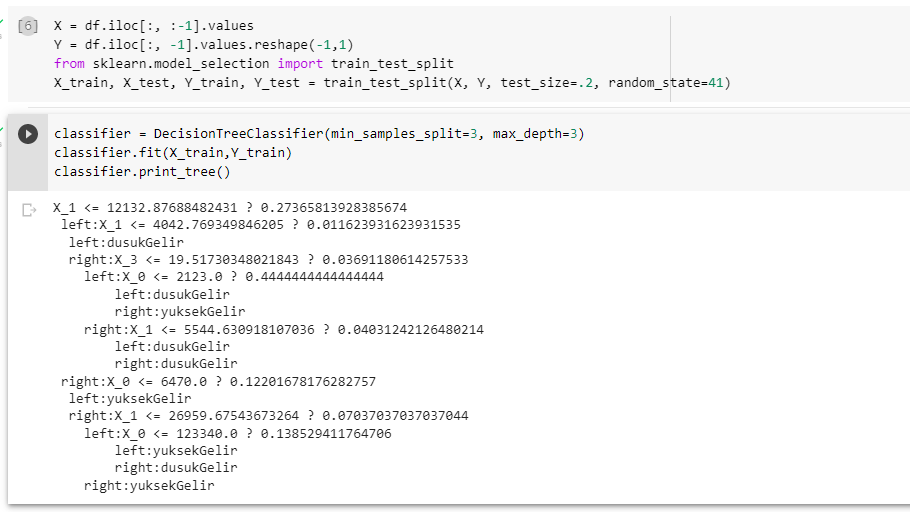 [6]
X = df.iloc[:, :-1].values
Y = df.iloc[:, -1].values.reshape(-1,1)
from sklearn.model_selection import train_test_split
X_train, X_test, Y_train, Y_test = train_test_split(X, Y, test_size=.2, random_state=41)
classifier = DecisionTreeClassifier(min_samples_split=3, max_depth=3)
classifier.fit(X_train,Y_train)
classifier.print_tree()
X_1 <= 12132.87688482431 ? 0.27365813928385674
left:X_1 <= 4042.769349846205 ? 0.011623931623931535
left:dusukGelir
right:X_3 <= 19.51730348021843 ? 0.03691180614257533
left:X_0 <= 2123.0 ? 0.4444444444444444
left:dusukGelir
right:yuksekGelir
right:X_1 <= 5544.630918107036 ? 0.04031242126480214
left:dusukGelir
right:dusukGelir
right:X_0 <= 6470.0 ? 0.12201678176282757
left:yuksekGelir
right:X_1 <= 26959.67543673264 ? 0.07037037037037044
left:X_0 <= 123340.0 ? 0.138529411764706
left:yuksekGelir
right:dusukGelir
right:yuksekGelir